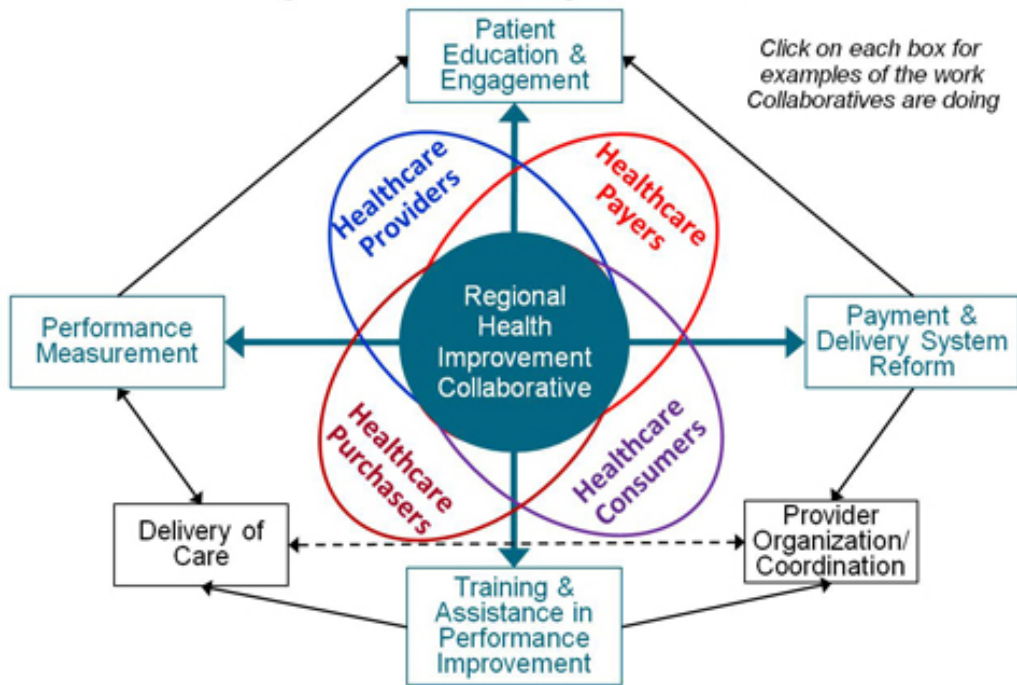 Patient
Education &
Engagement
Click on each box for
examples of the work
Collaboratives are doing
Healthcare
Providers
Healthcare
Payers
Regional
Health
Improvement
Collaborative
Performance
Measurement
Payment &
Delivery System
Reform
Healthcare
Purchasers
Healthcare
Consumers
Delivery of
Care
Provider
Organization/
Coordination
Training &
Assistance in
Performance
Improvement